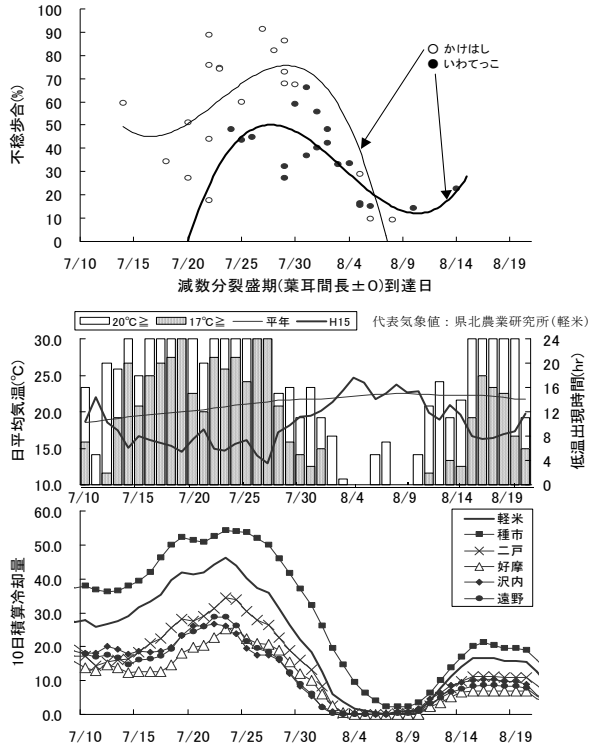 不稔歩合(%)
100
90
80
70
60
50
40
30
20
10
0
かけはし
いわてっこ
7/10 7/15 7/20 7/25 7/30 8/4 8/9 8/14 8/19
減数分裂盛期(葉耳間長±0)到達日
20℃≧ 17℃≧ 平年 H15
代表気象値：県北農業研究所(軽米)
日平均気温(℃)
30.0
25.0
20.0
15.0
10.0
低温出現時間(hr)
24
20
16
12
8
4
0
7/10 7/15 7/20 7/25 7/30 8/4 8/9 8/14 8/19
10日積算冷却量
60.0
50.0
40.0
30.0
20.0
10.0
0.0
軽米
種市
二戸
好摩
沢内
遠野
7/10 7/15 7/20 7/25 7/30 8/4 8/9 8/14 8/19